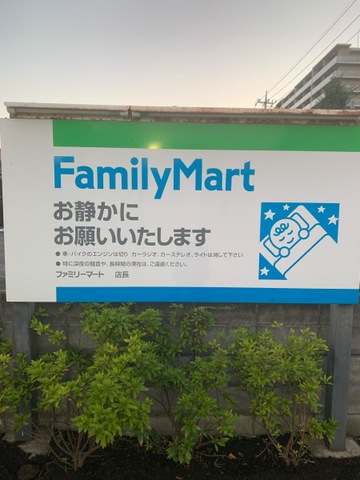 FamilyMart
お静かに
お願いいたします
● 車・バイクのエンジンは切り カーラジオ、カーステレオ、ライトは消して下さい
● 特に深夜の騒音や、長時間の滞在は、ご遠慮ください。
ファミリーマート 店長